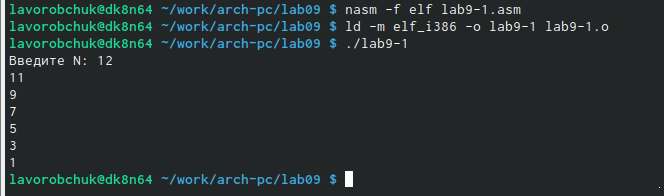 lavorobchuk@dk8n64 ~/work/arch-pc/lab09 $ nasm -f elf lab9-1.asm
lavorobchuk@dk8n64 ~/work/arch-pc/lab09 $ ld -m elf_i386 -o lab9-1 lab9-1.o
lavorobchuk@dk8n64 ~/work/arch-pc/lab09 $ ./lab9-1
Введите N: 12
11
9
7
5
3
1
lavorobchuk@dk8n64 ~/work/arch-pc/lab09 $